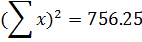 (∑x)² = 756.25